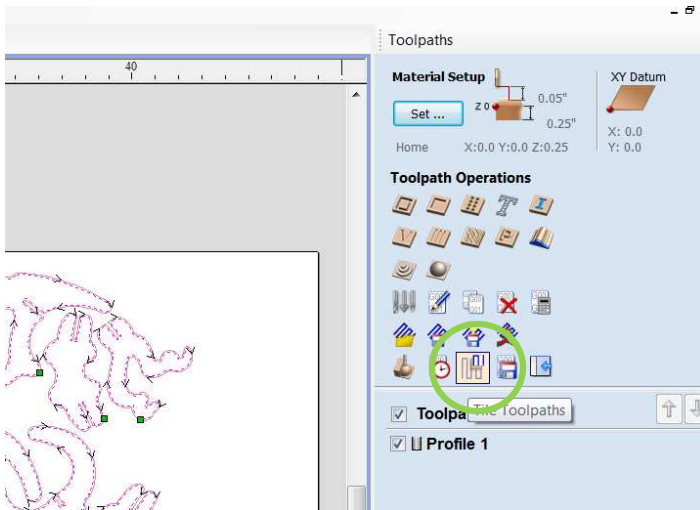 Toolpaths
40
Material Setup
XY Datum
Set ...
Z 0
0.05"
0.25"
X: 0.0
Y: 0.0
Home X:0.0 Y:0.0 Z:0.25
Toolpath Operations
Toolpa
Tile Toolpaths
Profile 1